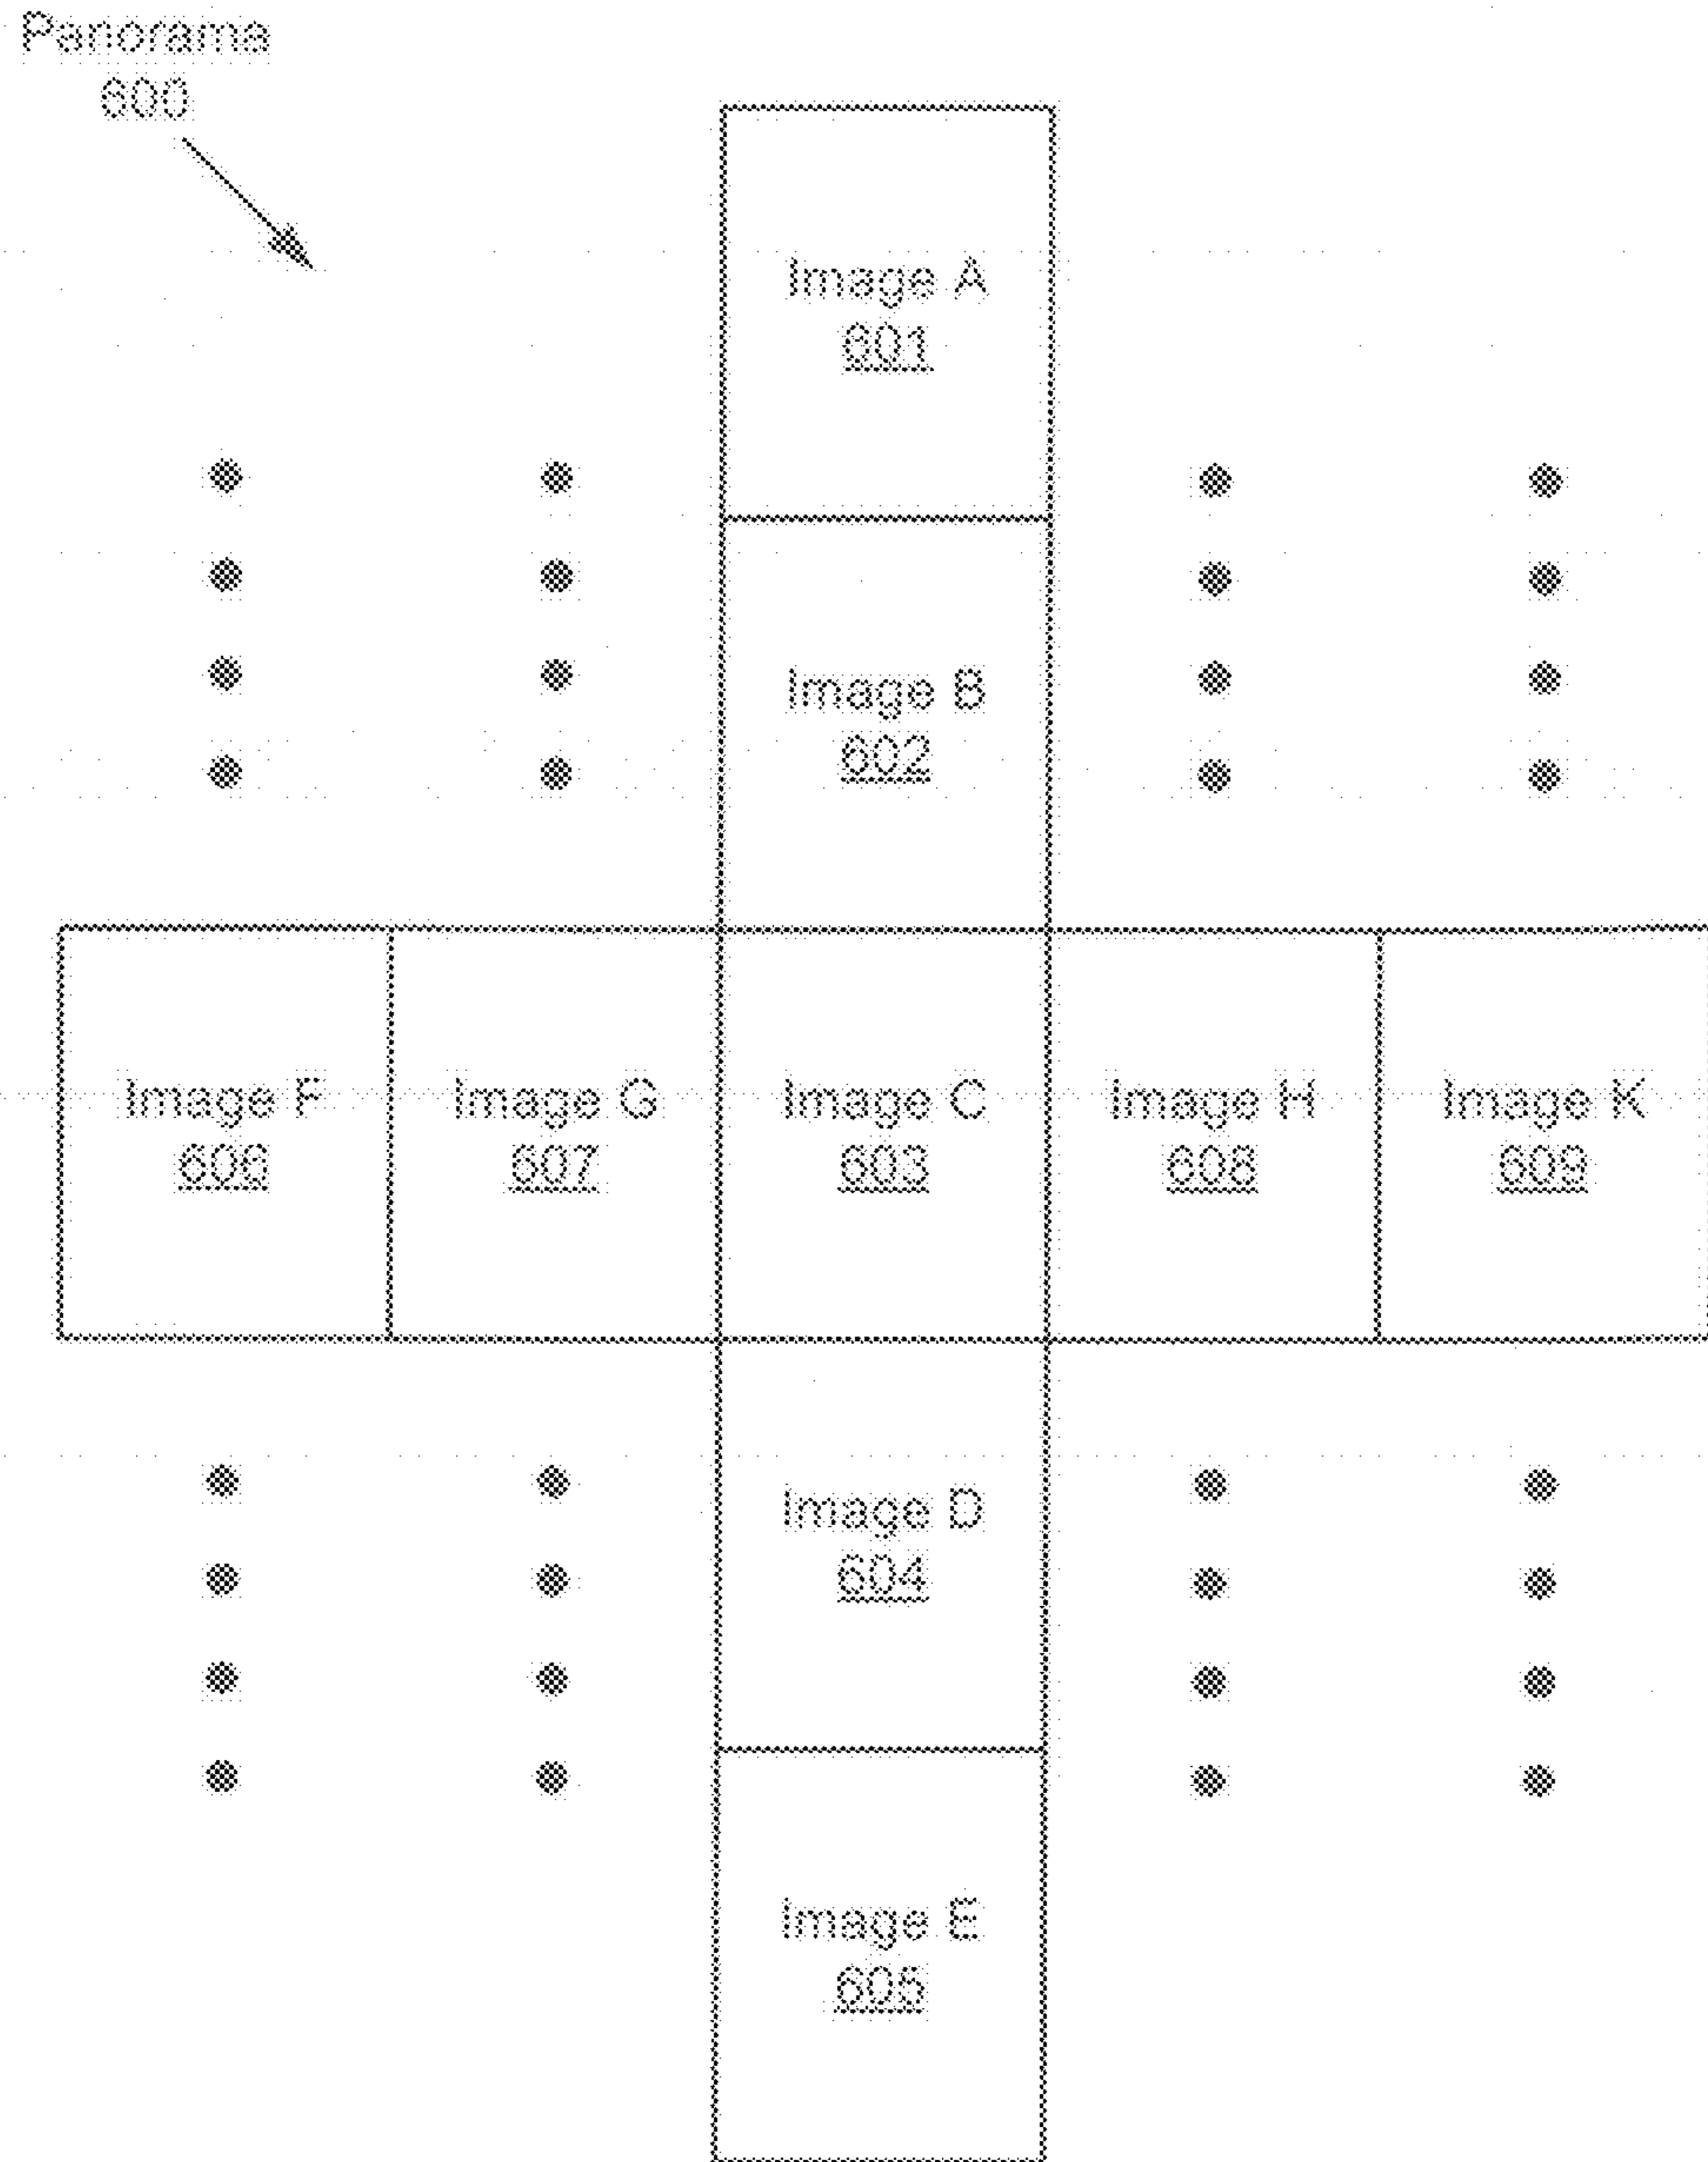 Panorama
600
Image A
601
Image B
602
Image F
606
Image G
607
Image C
603
Image H
608
Image K
609
Image D
604
Image E
605